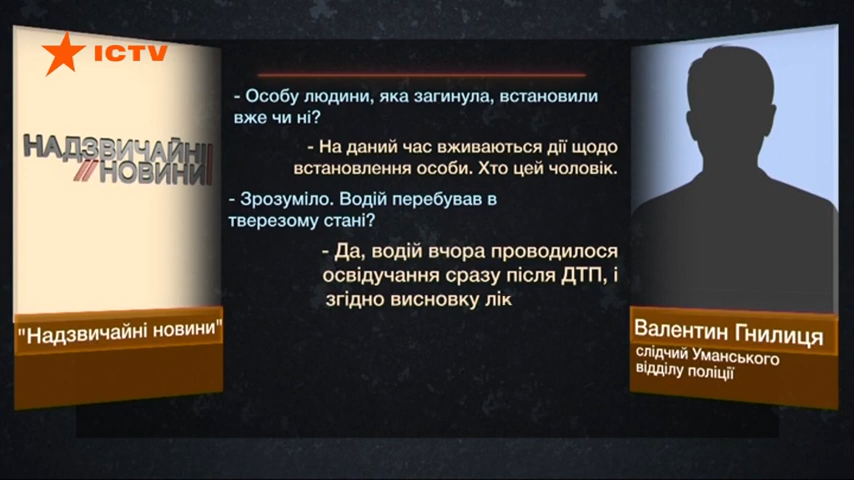 ICTV
НАДЗВИЧАЙНІ
НОВИНИ
- Особу людини, яка загинула, встановили
вже чи ні?
- На даний час вживаються дії щодо
встановлення особи. Хто цей чоловік.
- Зрозуміло. Водій перебував в
тверезому стані?
- Да, водій вчора проводилося
освідучання сразу після ДТП, і
згідно висновку лік
"Надзвичайні новини"
Валентин Гнилиця
слідчий Уманського
відділу поліції